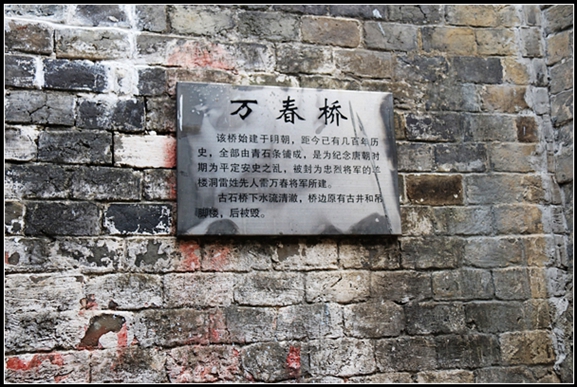 万春桥
该桥始建于明朝，距今已有几百年历
史，全部由青石条铺成，是为纪念唐朝时
期为平定安史之乱，被封为忠烈将军的羊
楼洞雷姓先人雷万春将军所建。
古石桥下水流清澈，桥边原有古井和吊
脚楼，后被毁。